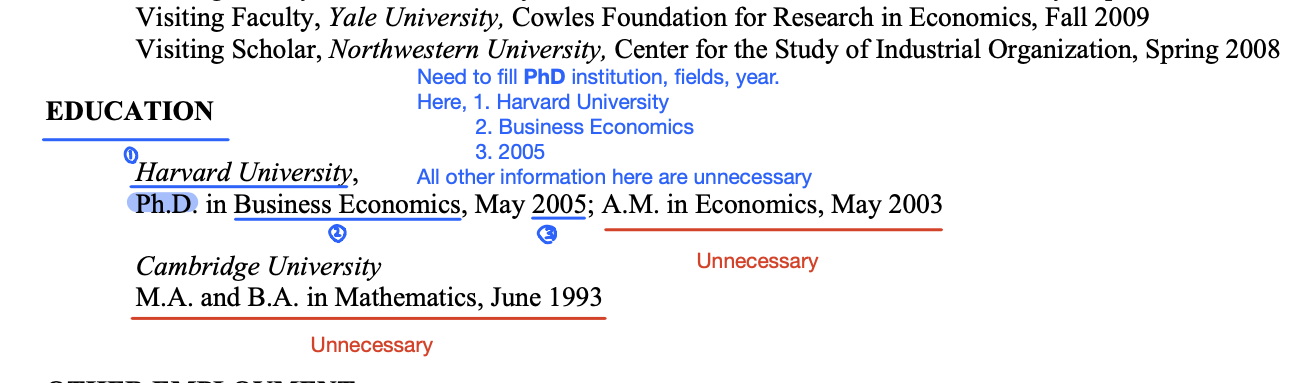 Visiting Faculty, Yale University, Cowles Foundation for Research in Economics, Fall 2009
Visiting Scholar, Northwestern University, Center for the Study of Industrial Organization, Spring 2008
Need to fill PhD institution, fields, year.
Here, 1. Harvard University
2. Business Economics
3. 2005
All other information here are unnecessary
EDUCATION
①
Harvard University,
Ph.D. in Business Economics, May 2005; A.M. in Economics, May 2003
② ③
Unnecessary
Cambridge University
M.A. and B.A. in Mathematics, June 1993
Unnecessary
OTHER EMPLOYMENT